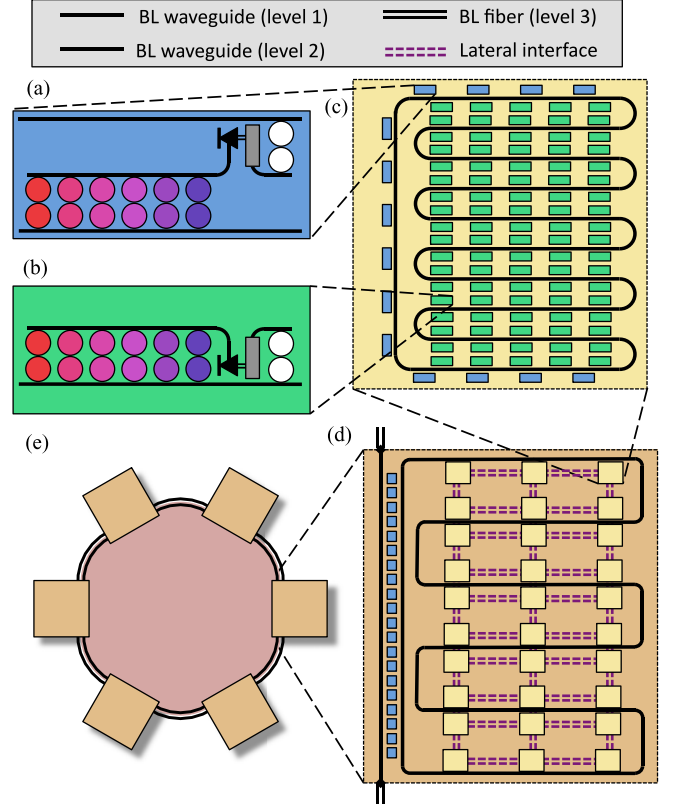 BL waveguide (level 1)
BL fiber (level 3)
BL waveguide (level 2)
Lateral interface
(a)
(c)
(b)
(d)
(e)